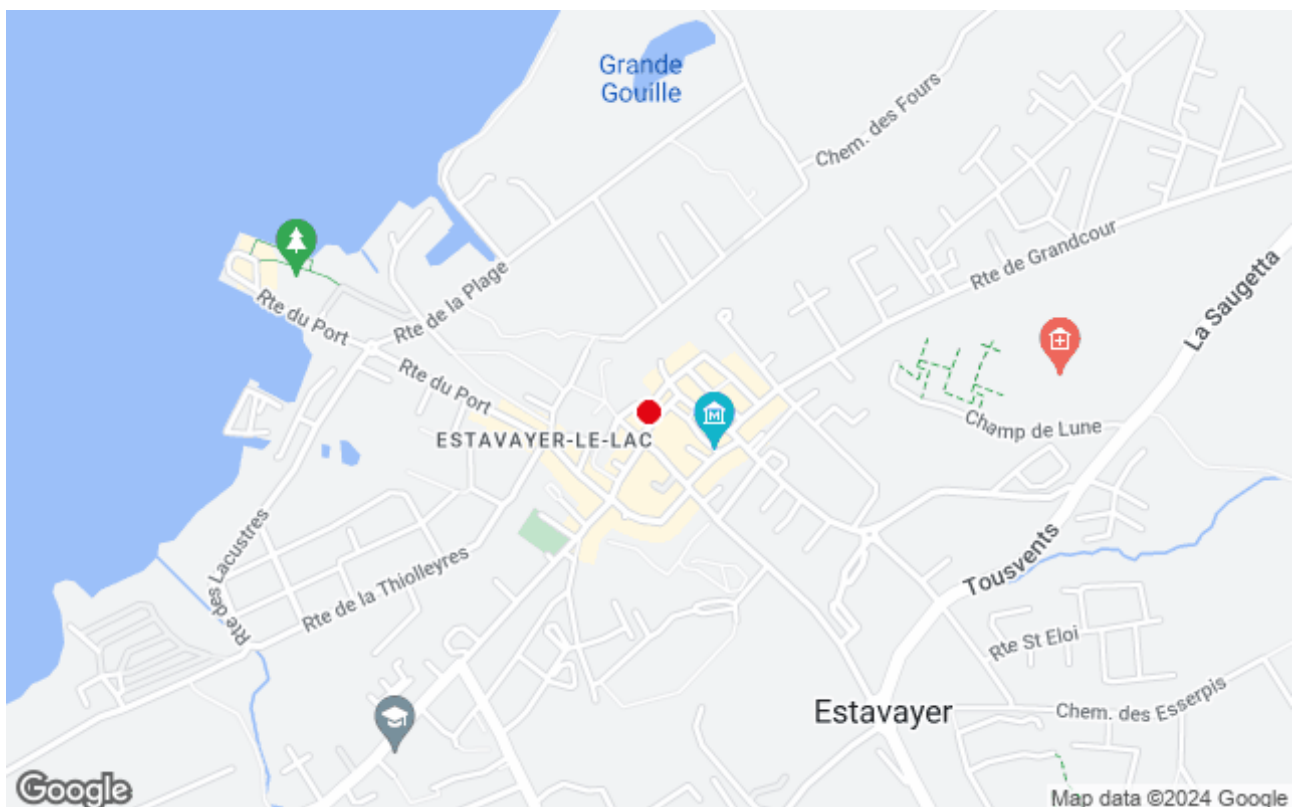 Grande
Gouille
Chem. des Fours
Rte de Grandcour
La Saugetta
Rte de la Plage
Rte du Port
Rte du Port
Champ de Lune
ESTAVAYER-LE-LAC
Rte des Lacustres
Rte de la Thiolleyres
Tousvents
Rte St Eloi
Estavayer
Chem. des Esserpis
M
Google
Map data ©2024 Google